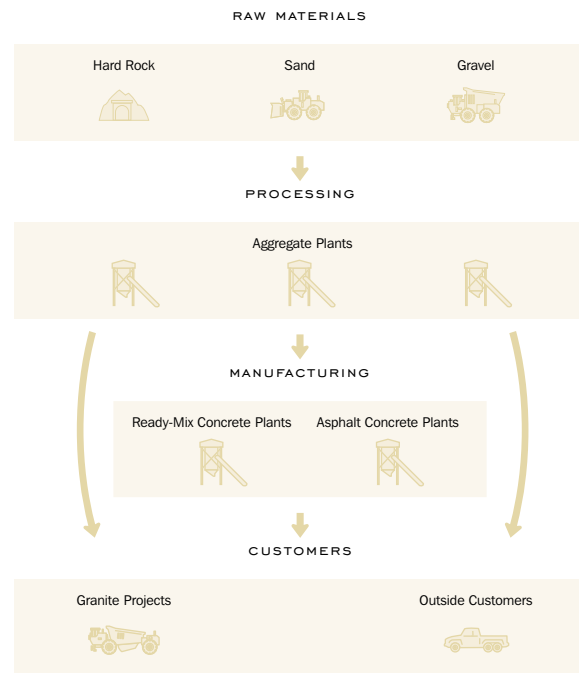 RAW MATERIALS
Hard Rock Sand Gravel
PROCESSING
Aggregate Plants
MANUFACTURING
Ready-Mix Concrete Plants Asphalt Concrete Plants
CUSTOMERS
Granite Projects Outside Customers